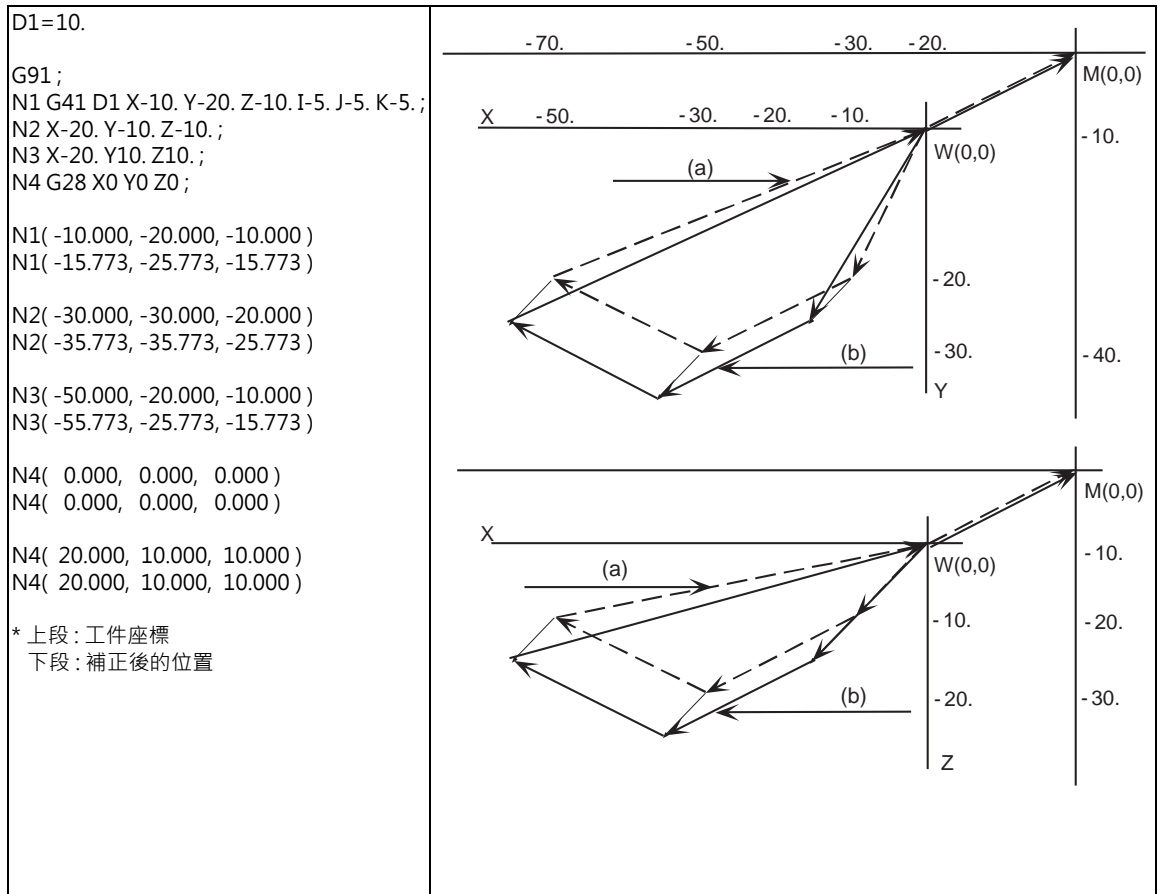 D1=10.
G91 ;
N1 G41 D1 X-10. Y-20. Z-10. I-5. J-5. K-5. ;
N2 X-20. Y-10. Z-10. ;
N3 X-20. Y10. Z10. ;
N4 G28 X0 Y0 Z0 ;
N1( -10.000, -20.000, -10.000 )
N1( -15.773, -25.773, -15.773 )
N2( -30.000, -30.000, -20.000 )
N2( -35.773, -35.773, -25.773 )
N3( -50.000, -20.000, -10.000 )
N3( -55.773, -25.773, -15.773 )
N4( 0.000, 0.000, 0.000 )
N4( 0.000, 0.000, 0.000 )
N4( 20.000, 10.000, 10.000 )
N4( 20.000, 10.000, 10.000 )
* 上段 : 工件座標
下段 : 補正後的位置
-70. -50. -30. -20.
M(0,0)
X -50. -30. -20. -10.
-10.
W(0,0)
(a)
-20.
(b)
-30.
-40.
Y
M(0,0)
X
-10.
W(0,0)
(a)
-10.
-20.
(b)
-20.
-30.
Z